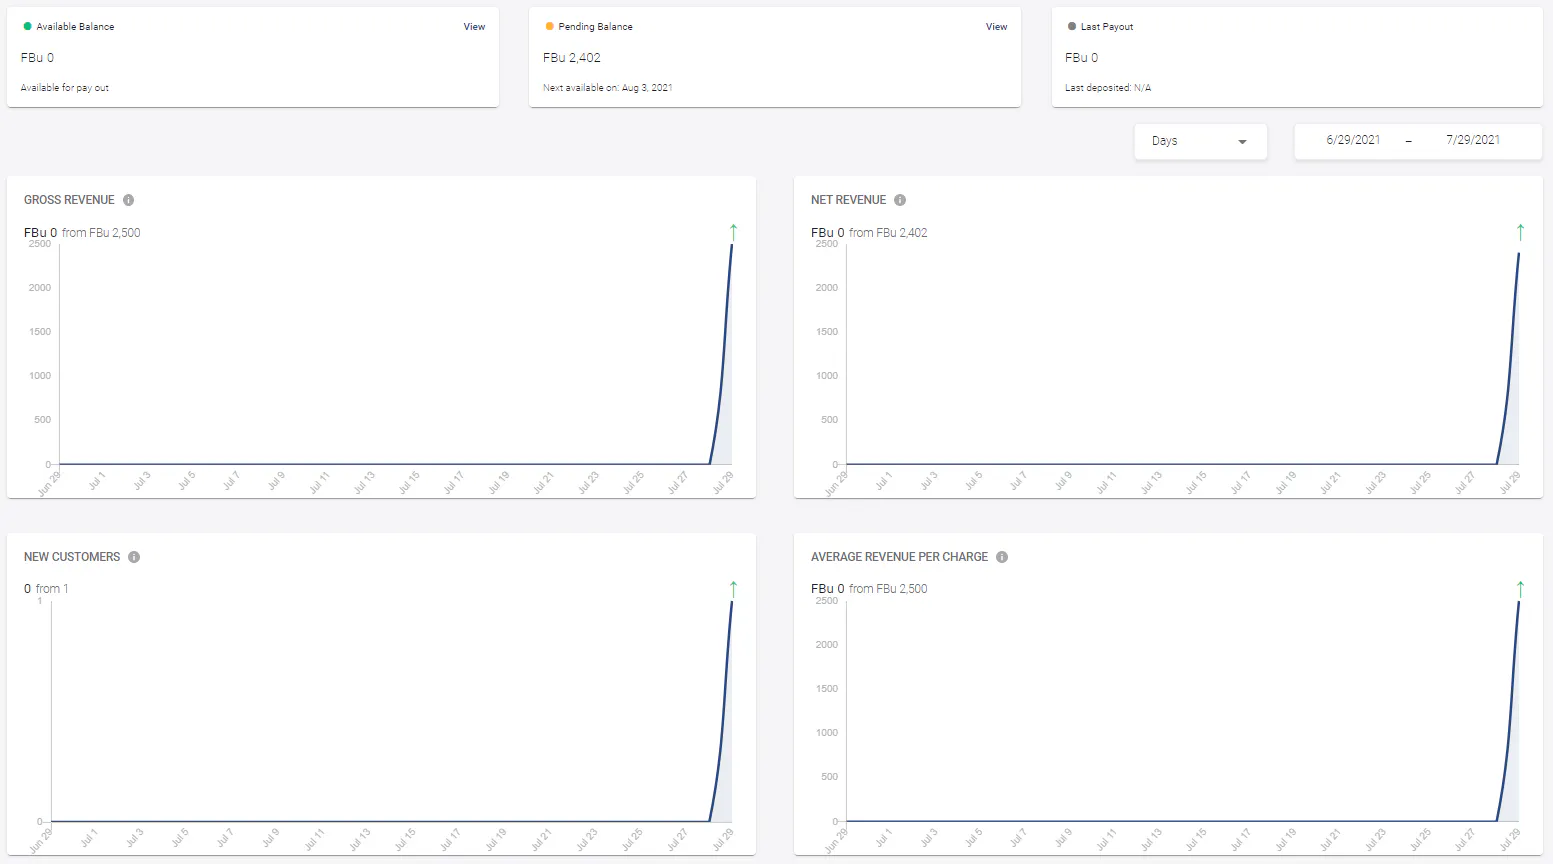 Available Balance View
FBu 0
Available for pay out
Pending Balance View
FBu 2,402
Next available on: Aug 3, 2021
Last Payout
FBu 0
Last deposited: N/A
Days
6/29/2021 – 7/29/2021
GROSS REVENUE
FBu 0 from FBu 2,500
2500
2000
1500
1000
500
0
Jun 29 Jul 1 Jul 3 Jul 5 Jul 7 Jul 9 Jul 11 Jul 13 Jul 15 Jul 17 Jul 19 Jul 21 Jul 23 Jul 25 Jul 27 Jul 29
NET REVENUE
FBu 0 from FBu 2,402
2500
2000
1500
1000
500
0
Jun 29 Jul 1 Jul 3 Jul 5 Jul 7 Jul 9 Jul 11 Jul 13 Jul 15 Jul 17 Jul 19 Jul 21 Jul 23 Jul 25 Jul 27 Jul 29
NEW CUSTOMERS
0 from 1
1
0
Jun 29 Jul 1 Jul 3 Jul 5 Jul 7 Jul 9 Jul 11 Jul 13 Jul 15 Jul 17 Jul 19 Jul 21 Jul 23 Jul 25 Jul 27 Jul 29
AVERAGE REVENUE PER CHARGE
FBu 0 from FBu 2,500
2500
2000
1500
1000
500
0
Jun 29 Jul 1 Jul 3 Jul 5 Jul 7 Jul 9 Jul 11 Jul 13 Jul 15 Jul 17 Jul 19 Jul 21 Jul 23 Jul 25 Jul 27 Jul 29